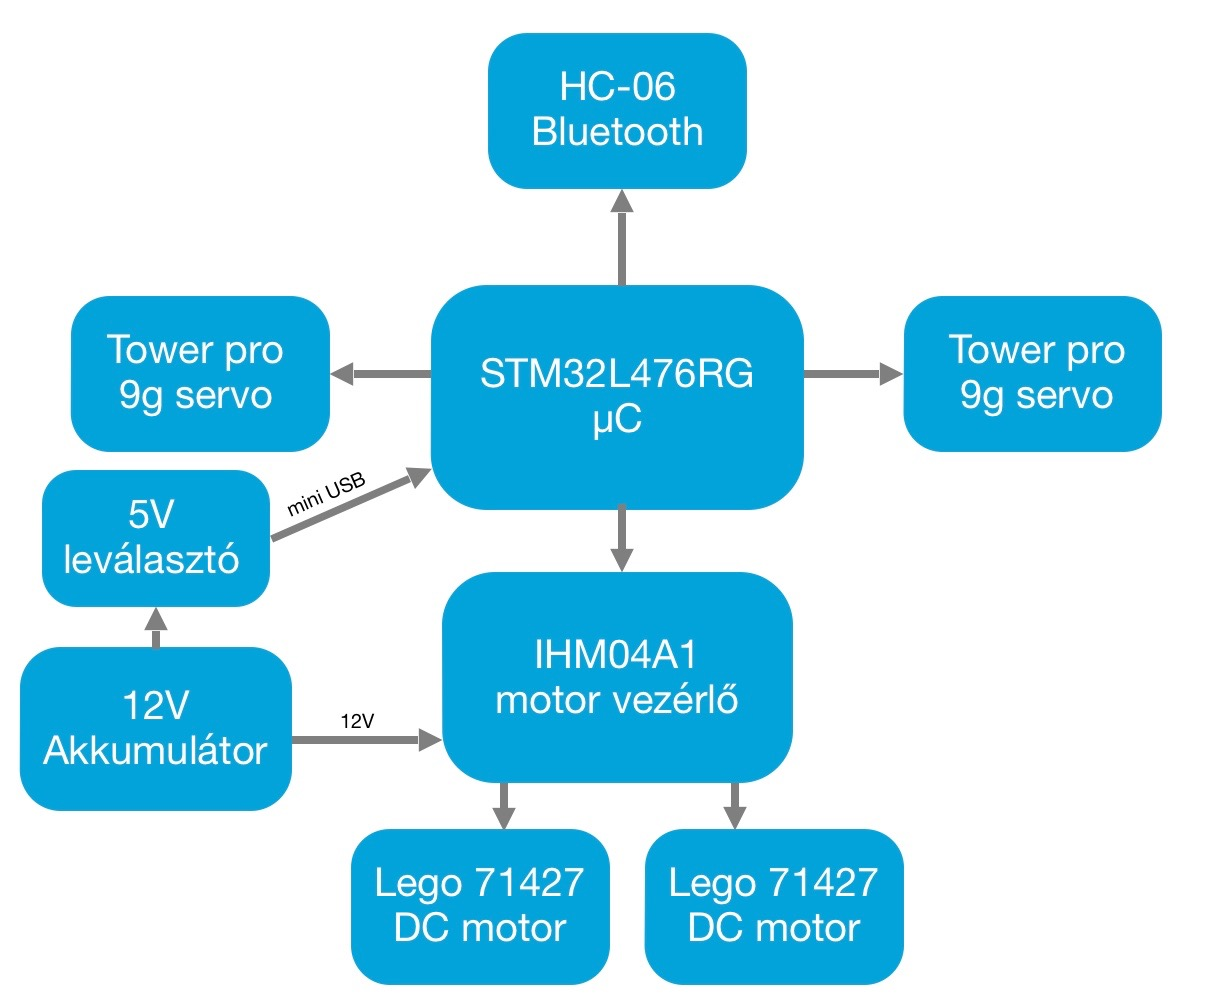 HC-06
Bluetooth
Tower pro
9g servo
STM32L476RG
µC
Tower pro
9g servo
mini USB
5V
leválasztó
IHM04A1
motor vezérlő
12V
Akkumulátor
12V
Lego 71427
DC motor
Lego 71427
DC motor